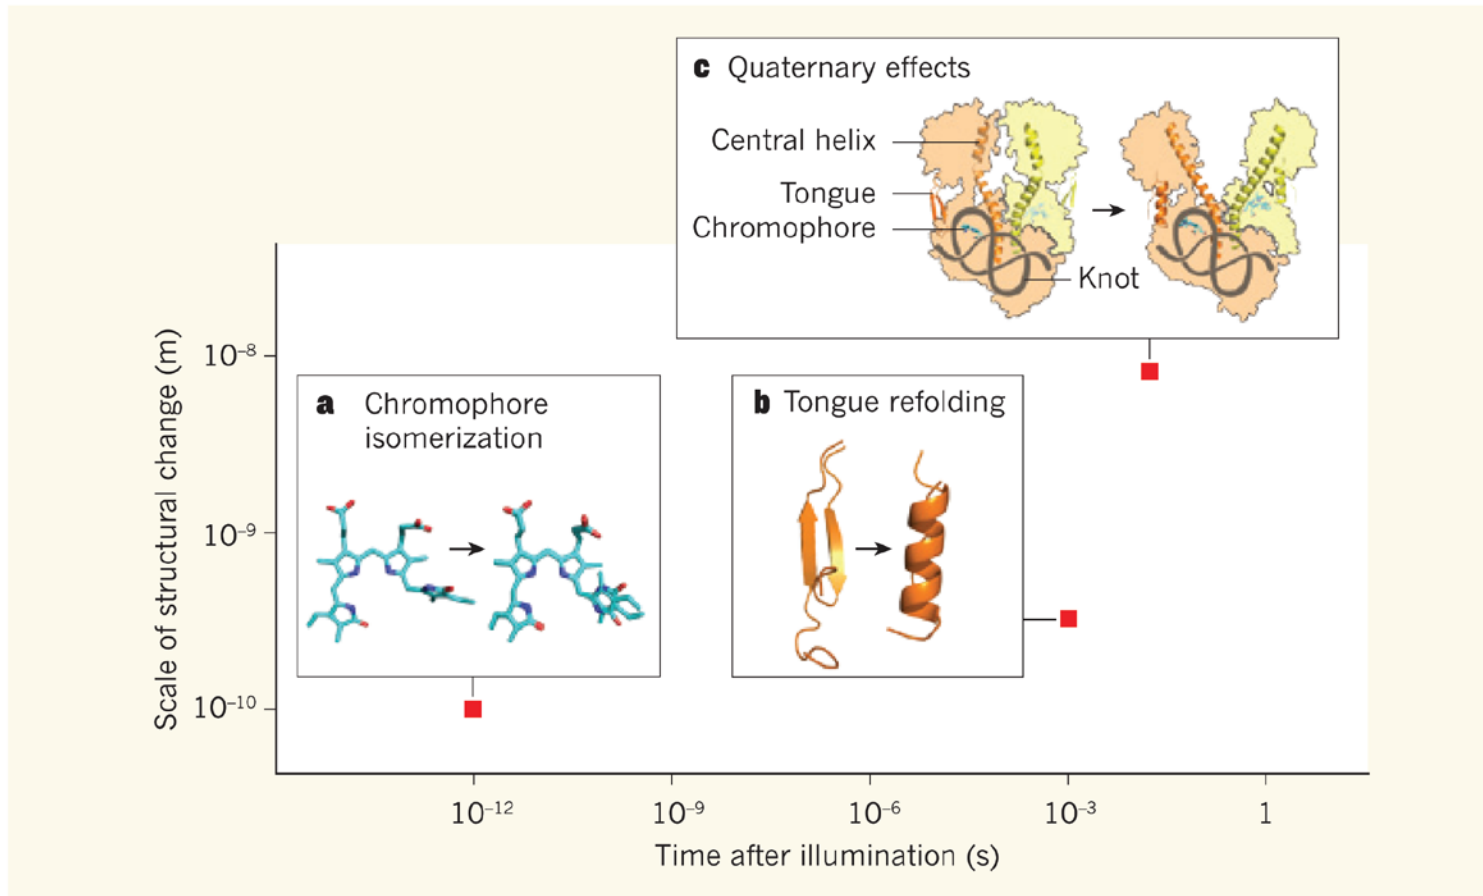 c Quaternary effects
Central helix
Tongue
Chromophore
Knot
Scale of structural change (m)
10⁻⁸
10⁻⁹
10⁻¹⁰
a Chromophore
isomerization
b Tongue refolding
10⁻¹²
10⁻⁹
10⁻⁶
10⁻³
1
Time after illumination (s)